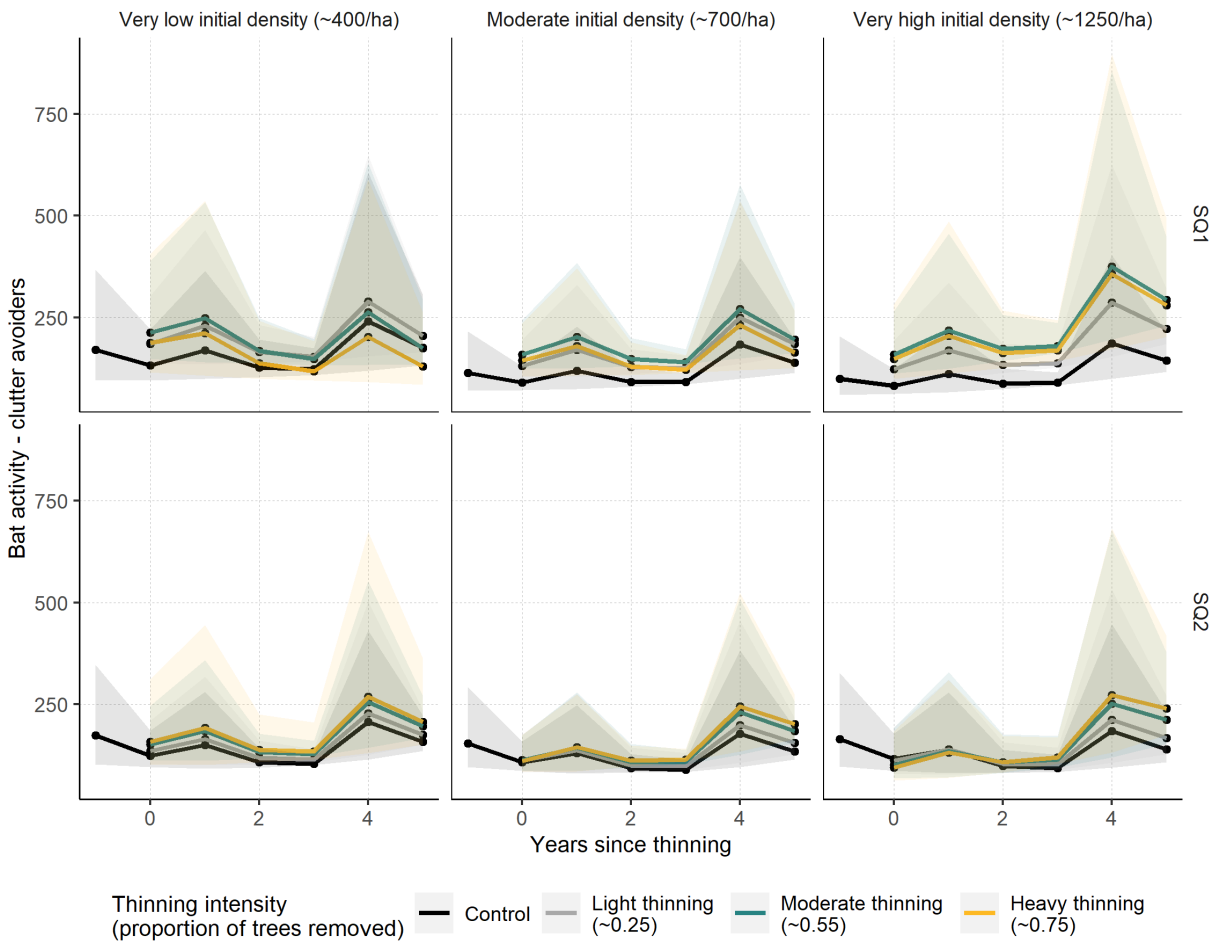 Very low initial density (~400/ha)
Moderate initial density (~700/ha)
Very high initial density (~1250/ha)
Bat activity - clutter avoiders
750
500
250
SQ1
750
500
250
SQ2
0
2
4
0
2
4
0
2
4
Years since thinning
Thinning intensity
(proportion of trees removed)
Control
Light thinning
(~0.25)
Moderate thinning
(~0.55)
Heavy thinning
(~0.75)